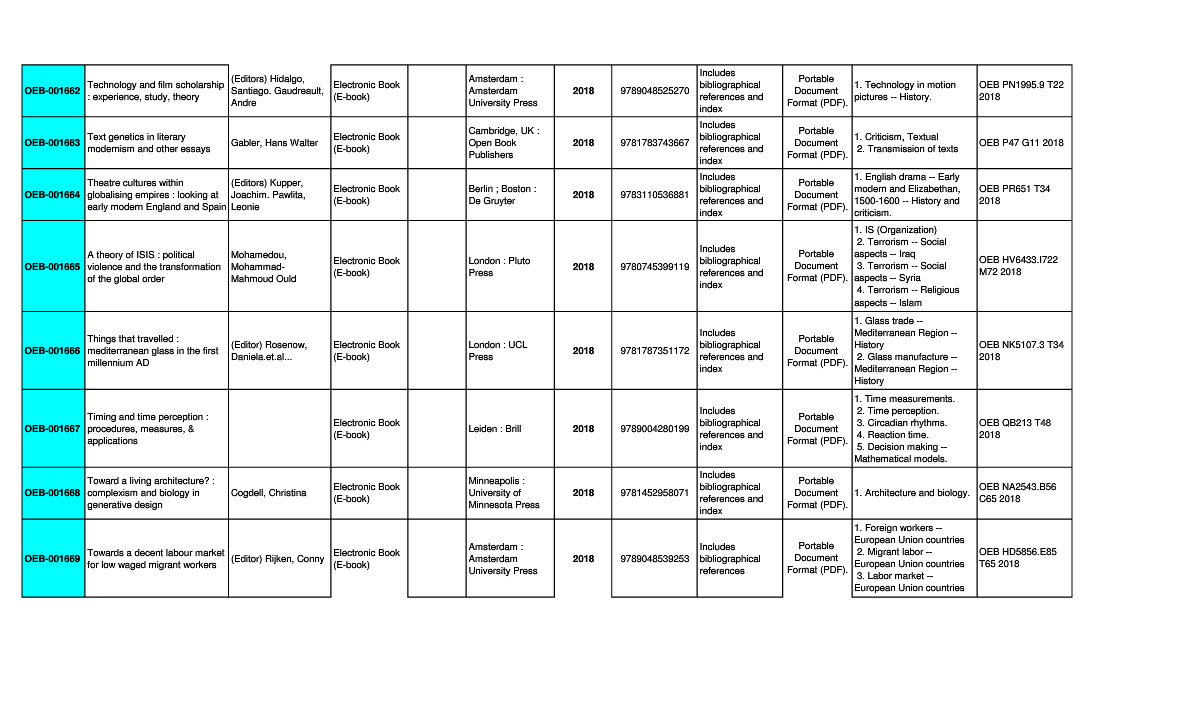 OEB-001662
Technology and film scholarship
: experience, study, theory
(Editors) Hidalgo,
Santiago. Gaudreault,
Andre
Electronic Book
(E-book)
Amsterdam :
Amsterdam
University Press
2018
9789048525270
Includes
bibliographical
references and
index
Portable
Document
Format (PDF).
1. Technology in motion
pictures -- History.
OEB PN1995.9 T22
2018
OEB-001663
Text genetics in literary
modernism and other essays
Gabler, Hans Walter
Electronic Book
(E-book)
Cambridge, UK :
Open Book
Publishers
2018
9781783743667
Includes
bibliographical
references and
index
Portable
Document
Format (PDF).
1. Criticism, Textual
2. Transmission of texts
OEB P47 G11 2018
OEB-001664
Theatre cultures within
globalising empires : looking at
early modern England and Spain
(Editors) Kupper,
Joachim. Pawlita,
Leonie
Electronic Book
(E-book)
Berlin ; Boston :
De Gruyter
2018
9783110536881
Includes
bibliographical
references and
index
Portable
Document
Format (PDF).
1. English drama -- Early
modern and Elizabethan,
1500-1600 -- History and
criticism.
OEB PR651 T34
2018
OEB-001665
A theory of ISIS : political
violence and the transformation
of the global order
Mohamedou,
Mohammad-
Mahmoud Ould
Electronic Book
(E-book)
London : Pluto
Press
2018
9780745399119
Includes
bibliographical
references and
index
Portable
Document
Format (PDF).
1. IS (Organization)
2. Terrorism -- Social
aspects -- Iraq
3. Terrorism -- Social
aspects -- Syria
4. Terrorism -- Religious
aspects -- Islam
OEB HV6433.I722
M72 2018
OEB-001666
Things that travelled :
mediterranean glass in the first
millennium AD
(Editor) Rosenow,
Daniela.et.al...
Electronic Book
(E-book)
London : UCL
Press
2018
9781787351172
Includes
bibliographical
references and
index
Portable
Document
Format (PDF).
1. Glass trade --
Mediterranean Region --
History
2. Glass manufacture --
Mediterranean Region --
History
OEB NK5107.3 T34
2018
OEB-001667
Timing and time perception :
procedures, measures, &
applications
Electronic Book
(E-book)
Leiden : Brill
2018
9789004280199
Includes
bibliographical
references and
index
Portable
Document
Format (PDF).
1. Time measurements.
2. Time perception.
3. Circadian rhythms.
4. Reaction time.
5. Decision making --
Mathematical models.
OEB QB213 T48
2018
OEB-001668
Toward a living architecture? :
complexism and biology in
generative design
Cogdell, Christina
Electronic Book
(E-book)
Minneapolis :
University of
Minnesota Press
2018
9781452958071
Includes
bibliographical
references and
index
Portable
Document
Format (PDF).
1. Architecture and biology.
OEB NA2543.B56
C65 2018
OEB-001669
Towards a decent labour market
for low waged migrant workers
(Editor) Rijken, Conny
Electronic Book
(E-book)
Amsterdam :
Amsterdam
University Press
2018
9789048539253
Includes
bibliographical
references
Portable
Document
Format (PDF).
1. Foreign workers --
European Union countries
2. Migrant labor --
European Union countries
3. Labor market --
European Union countries
OEB HD5856.E85
T65 2018